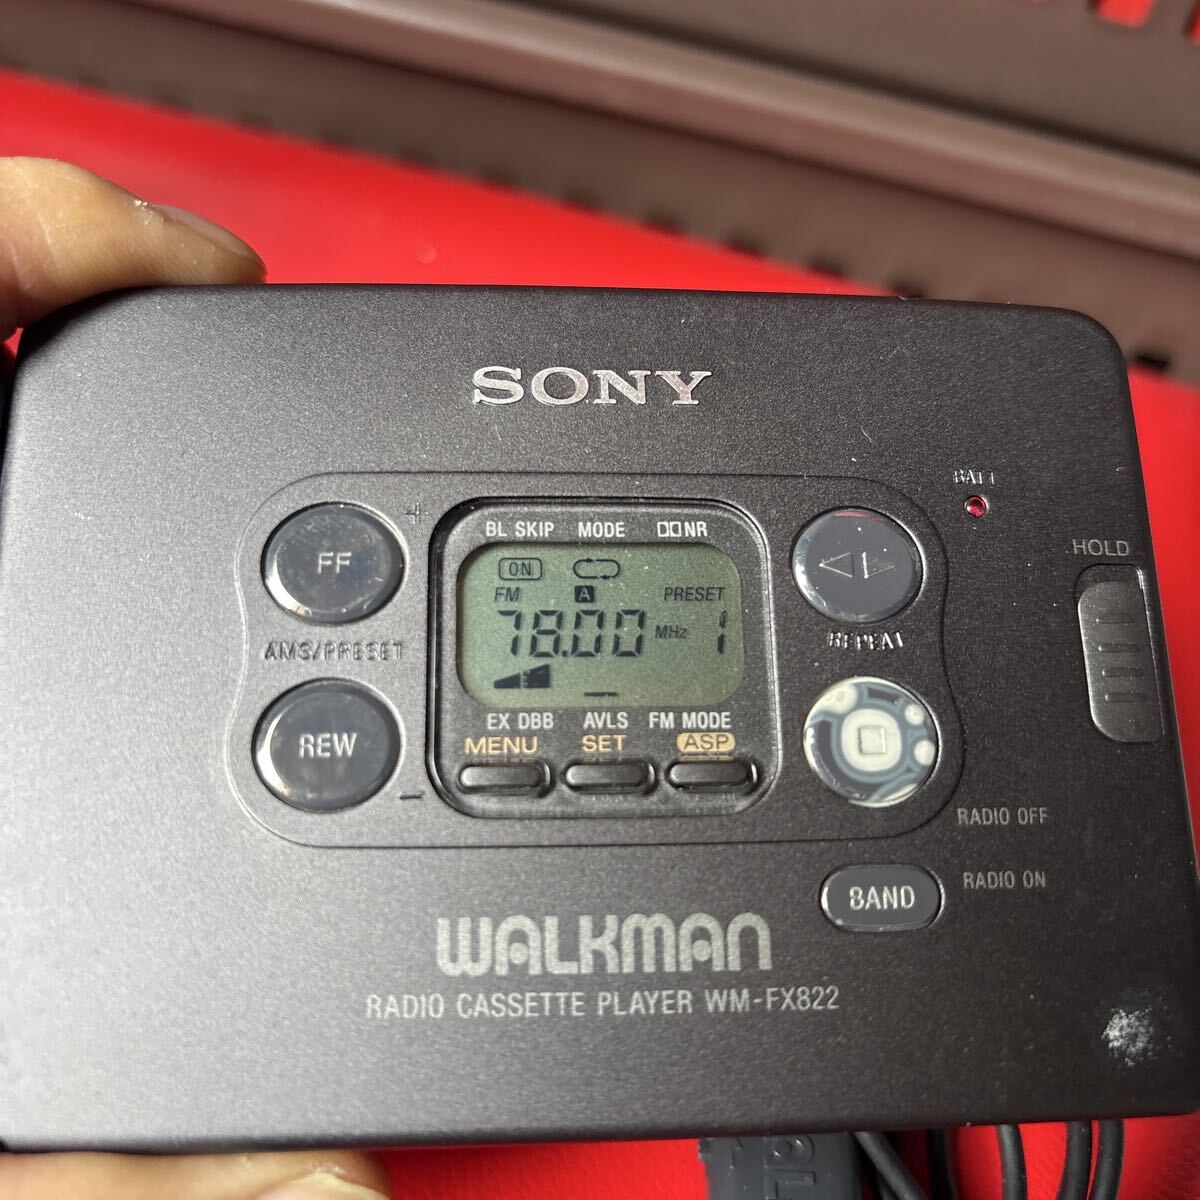 SONY
BATT
HOLD
BL SKIP MODE NR
FF
+
ON
FM A PRESET
78.00 MHz 1
AMS/PRESET
REPEAT
REW
−
EX DBB AVLS FM MODE
MENU SET ASP
RADIO OFF
BAND
RADIO ON
WALKMAN
RADIO CASSETTE PLAYER WM-FX822